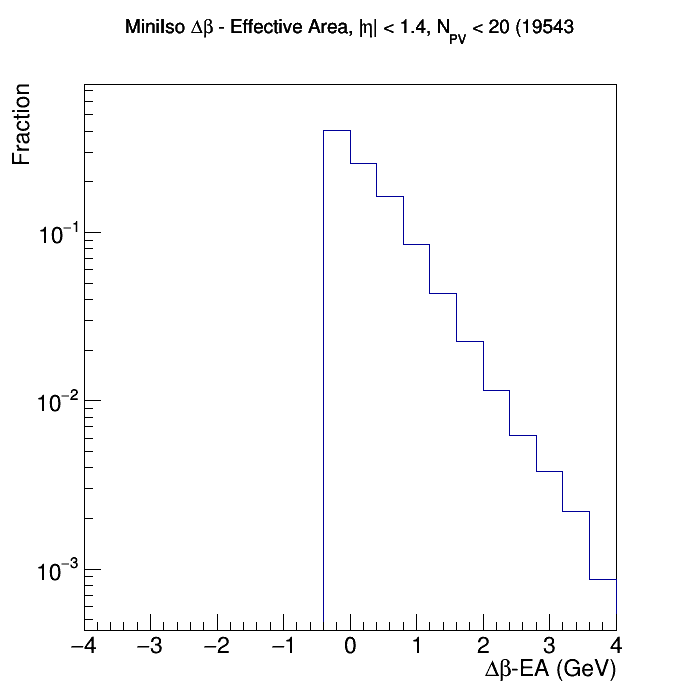 MiniIso Δβ - Effective Area, |η| < 1.4, N_PV < 20 (19543
Fraction
10⁻¹
10⁻²
10⁻³
−4 −3 −2 −1 0 1 2 3 4
Δβ-EA (GeV)